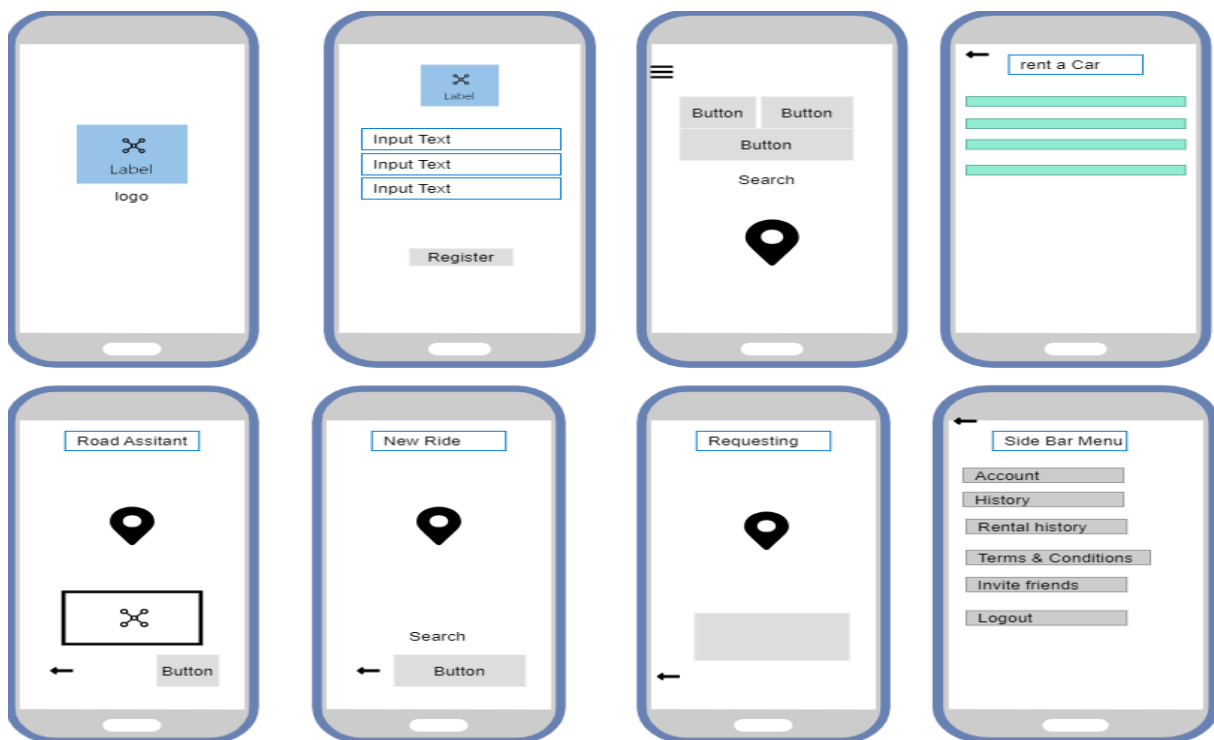 Label
logo
Label
Input Text
Input Text
Input Text
Register
Button Button
Button
Search
rent a Car
Road Assitant
Button
New Ride
Search
Button
Requesting
Side Bar Menu
Account
History
Rental history
Terms & Conditions
Invite friends
Logout